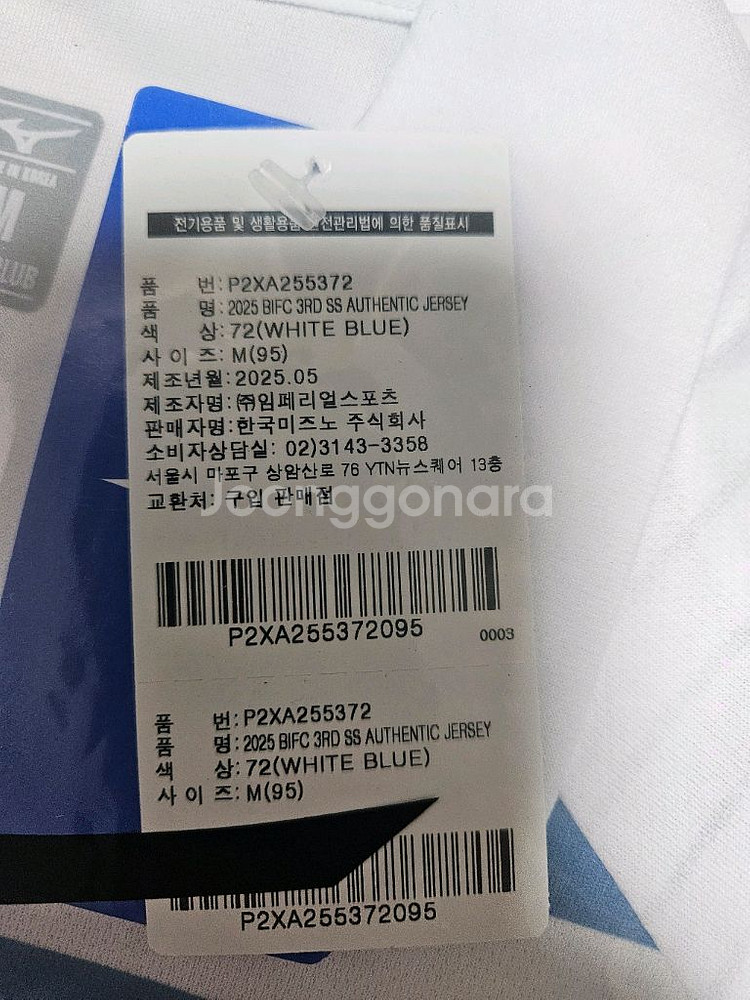 E IN KOREA
M
CLUB
전기용품 및 생활용품 안전관리법에 의한 품질표시
품 번: P2XA255372
품 명: 2025 BIFC 3RD SS AUTHENTIC JERSEY
색 상: 72(WHITE BLUE)
사 이 즈: M(95)
제조년월: 2025.05
제조자명: ㈜임페리얼스포츠
판매자명: 한국미즈노 주식회사
소비자상담실: 02)3143-3358
서울시 마포구 상암산로 76 YTN뉴스퀘어 13층
교환처: 구입 판매점
Joonggonara
P2XA255372095
0003
품 번: P2XA255372
품 명: 2025 BIFC 3RD SS AUTHENTIC JERSEY
색 상: 72(WHITE BLUE)
사 이 즈: M(95)
P2XA255372095